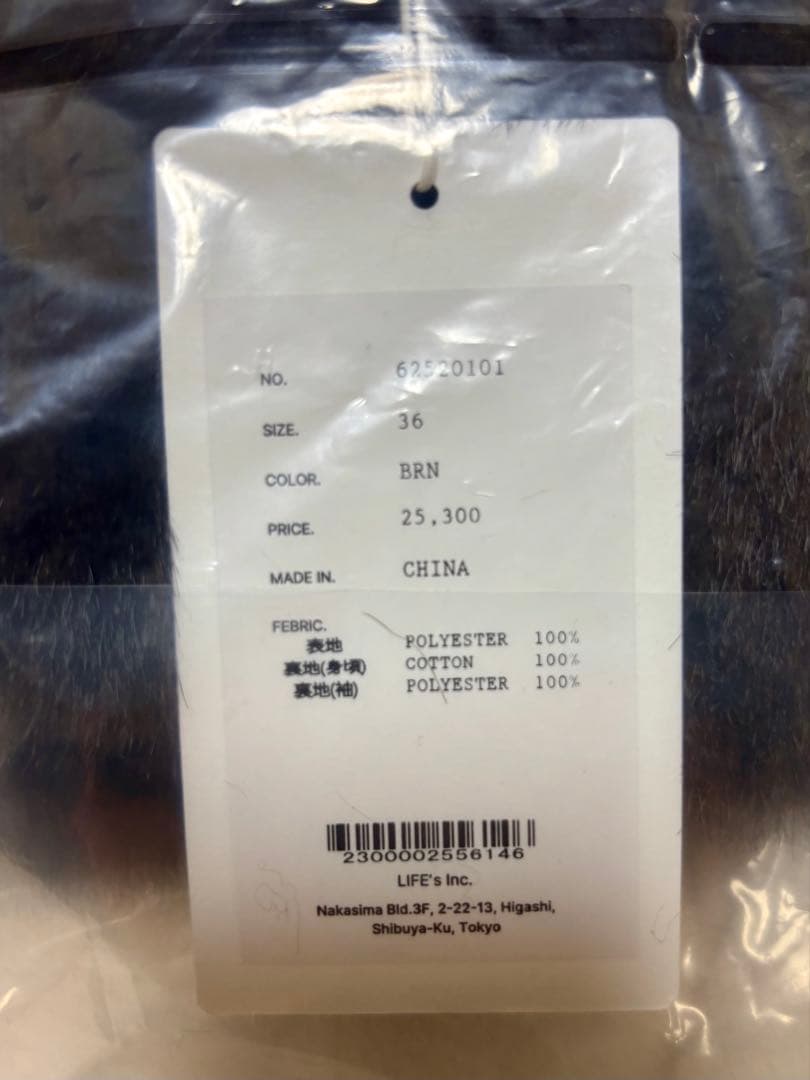 NO. 62520101
SIZE. 36
COLOR. BRN
PRICE. 25,300
MADE IN. CHINA
FEBRIC.
表地 POLYESTER 100%
裏地(身頃) COTTON 100%
裏地(袖) POLYESTER 100%
2300002556146
LIFE's Inc.
Nakasima Bld.3F, 2-22-13, Higashi,
Shibuya-Ku, Tokyo